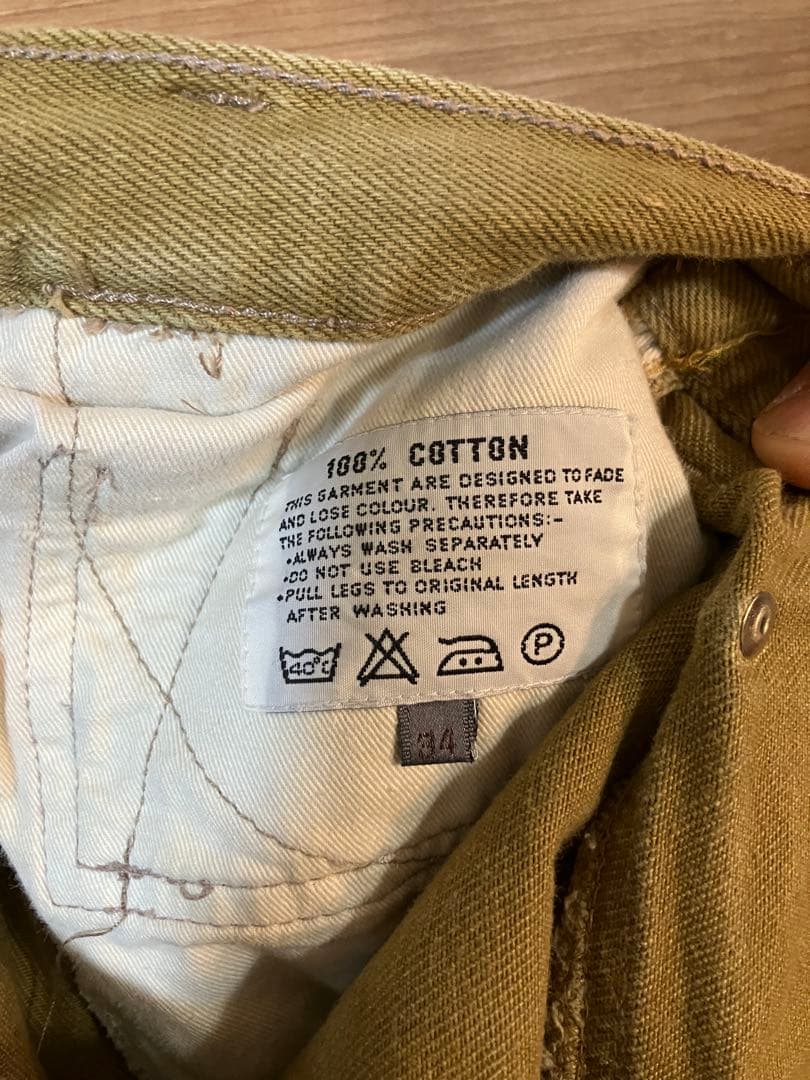 100% COTTON
THIS GARMENT ARE DESIGNED TO FADE
AND LOSE COLOUR. THEREFORE TAKE
THE FOLLOWING PRECAUTIONS:-
•ALWAYS WASH SEPARATELY
•DO NOT USE BLEACH
•PULL LEGS TO ORIGINAL LENGTH
AFTER WASHING
40°C P
34